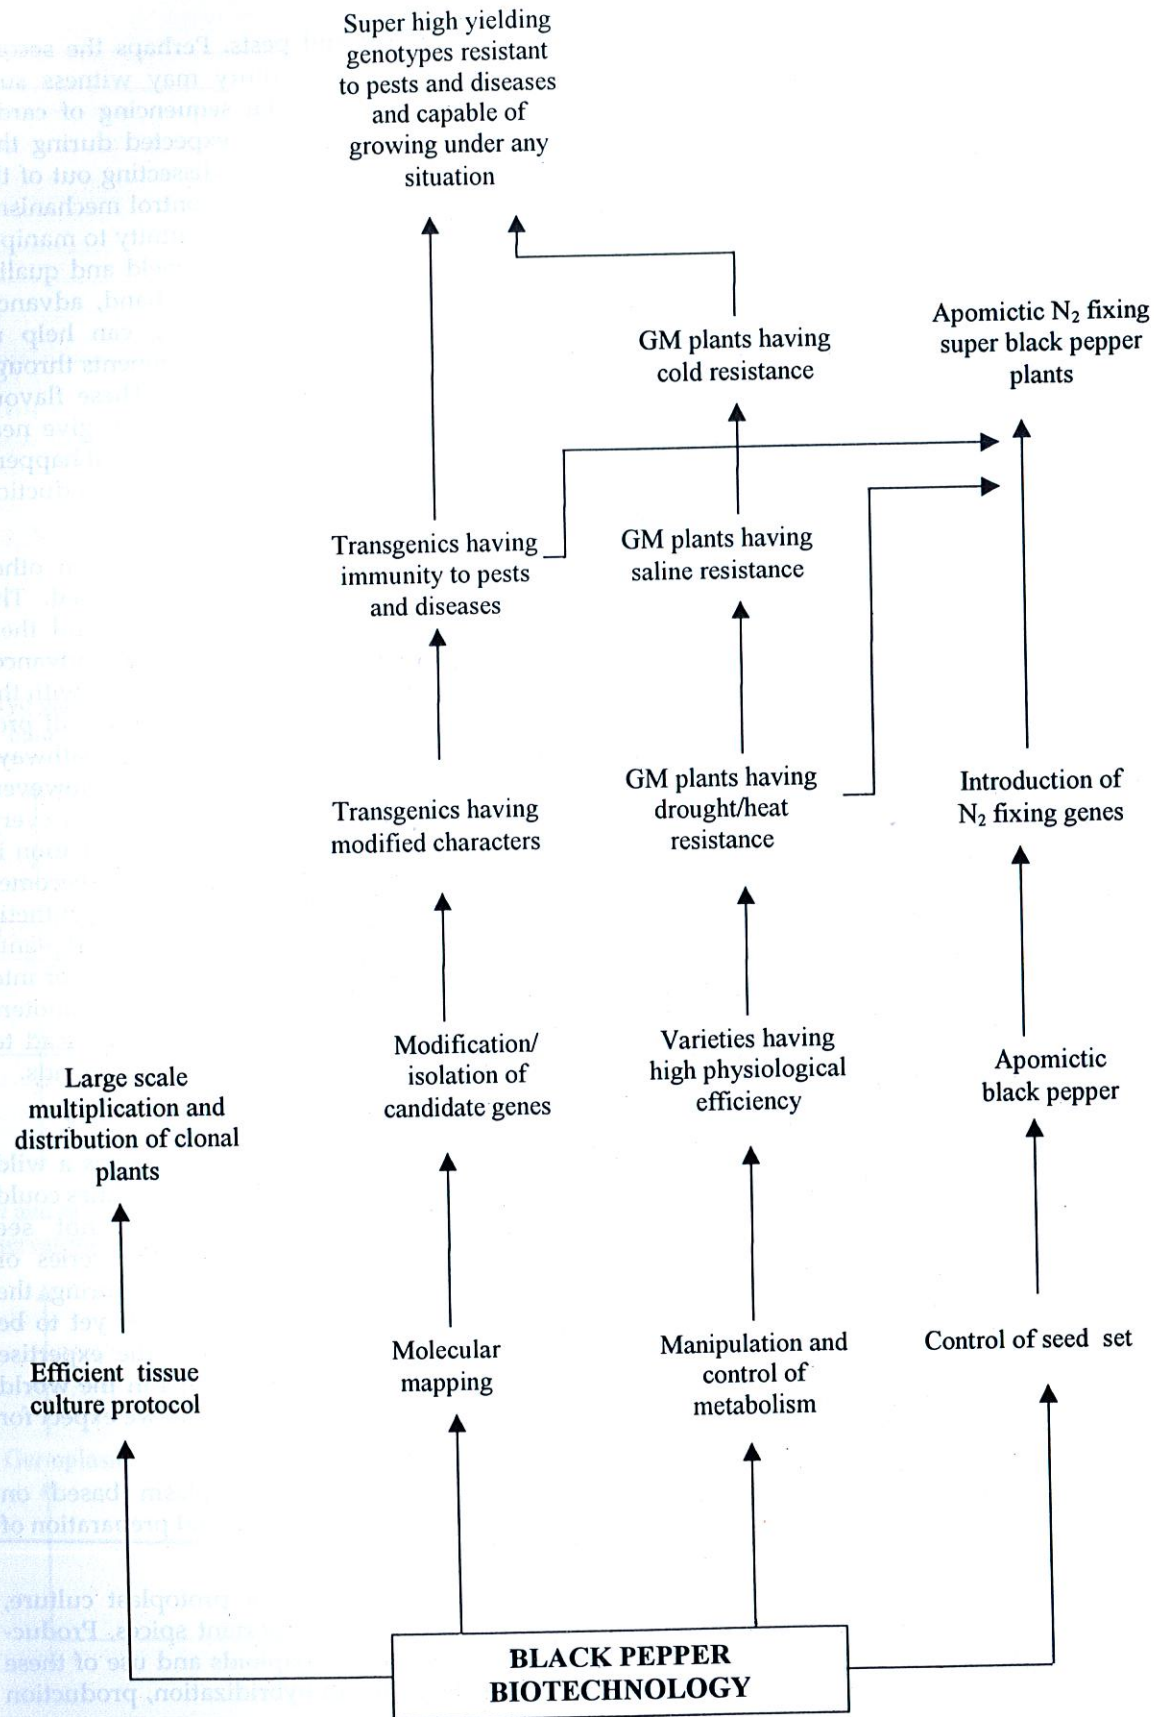 Super high yielding
genotypes resistant
to pests and diseases
and capable of
growing under any
situation
GM plants having
cold resistance
Apomictic N₂ fixing
super black pepper
plants
Transgenics having
immunity to pests
and diseases
GM plants having
saline resistance
Transgenics having
modified characters
GM plants having
drought/heat
resistance
Introduction of
N₂ fixing genes
Large scale
multiplication and
distribution of clonal
plants
Modification/
isolation of
candidate genes
Varieties having
high physiological
efficiency
Apomictic
black pepper
Efficient tissue
culture protocol
Molecular
mapping
Manipulation and
control of
metabolism
Control of seed set
BLACK PEPPER
BIOTECHNOLOGY